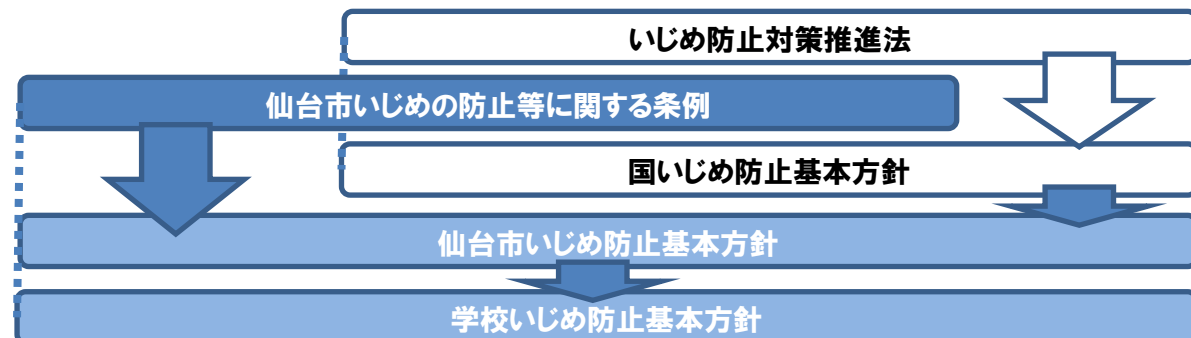 いじめ防止対策推進法
仙台市いじめの防止等に関する条例
国いじめ防止基本方針
仙台市いじめ防止基本方針
学校いじめ防止基本方針